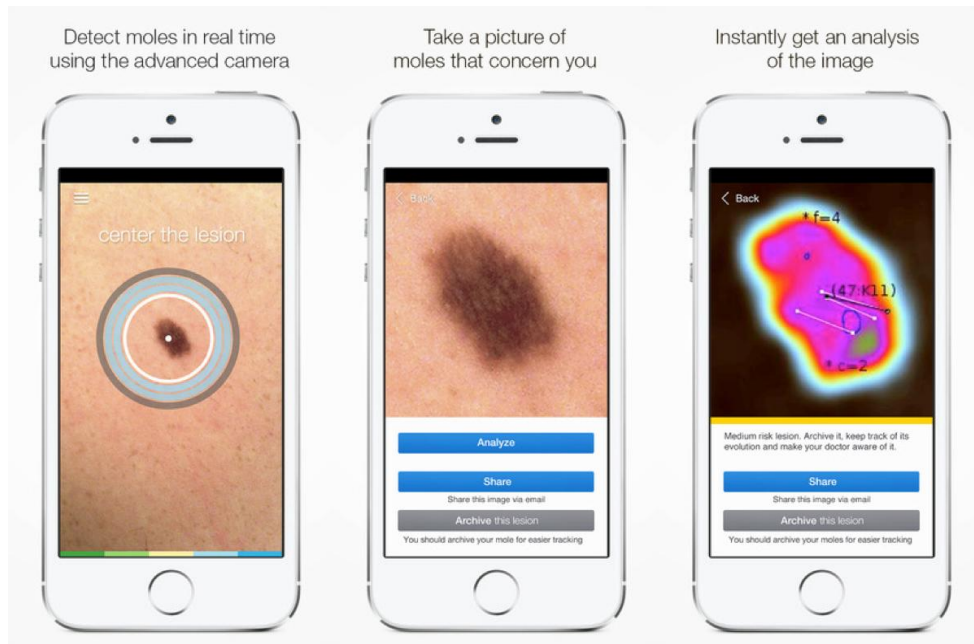 Detect moles in real time
using the advanced camera
center the lesion
Take a picture of
moles that concern you
Back
Analyze
Share
Share this image via email
Archive this lesion
You should archive your mole for easier tracking
Instantly get an analysis
of the image
Back
* f=4
(47:K11)
* c=2
Medium risk lesion. Archive it, keep track of its
evolution and make your doctor aware of it.
Share
Share this image via email
Archive this lesion
You should archive your moles for easier tracking